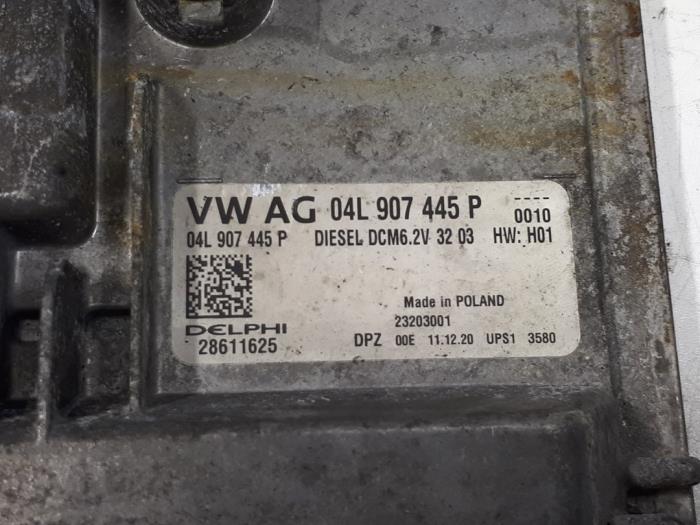 VW AG 04L 907 445 P ---- 0010
04L 907 445 P DIESEL DCM6.2V 32 03 HW: H01
Made in POLAND
23203001
DELPHI
28611625 DPZ 00E 11.12.20 UPS1 3580